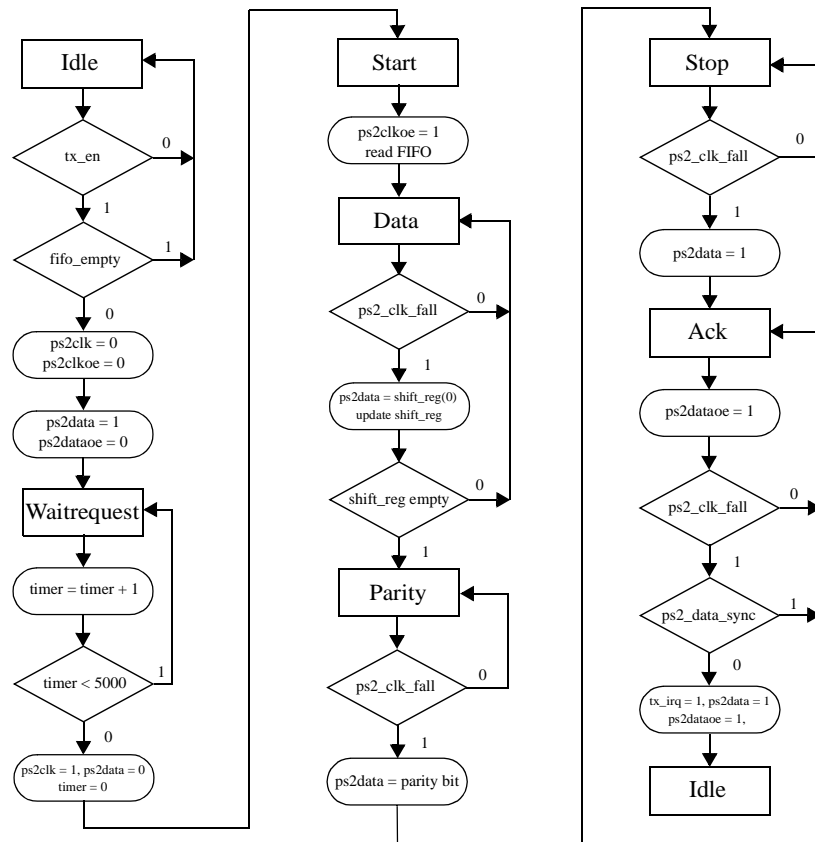 Idle
0
tx_en
1
fifo_empty
1
0
ps2clk = 0
ps2clkoe = 0
ps2data = 1
ps2dataoe = 0
Waitrequest
timer = timer + 1
timer < 5000
1
0
ps2clk = 1, ps2data = 0
timer = 0
Start
ps2clkoe = 1
read FIFO
Data
ps2_clk_fall
0
1
ps2data = shift_reg(0)
update shift_reg
shift_reg empty
0
1
Parity
ps2_clk_fall
0
1
ps2data = parity bit
Stop
0
ps2_clk_fall
1
ps2data = 1
Ack
ps2dataoe = 1
ps2_clk_fall
0
1
ps2_data_sync
1
0
tx_irq = 1, ps2data = 1
ps2dataoe = 1,
Idle